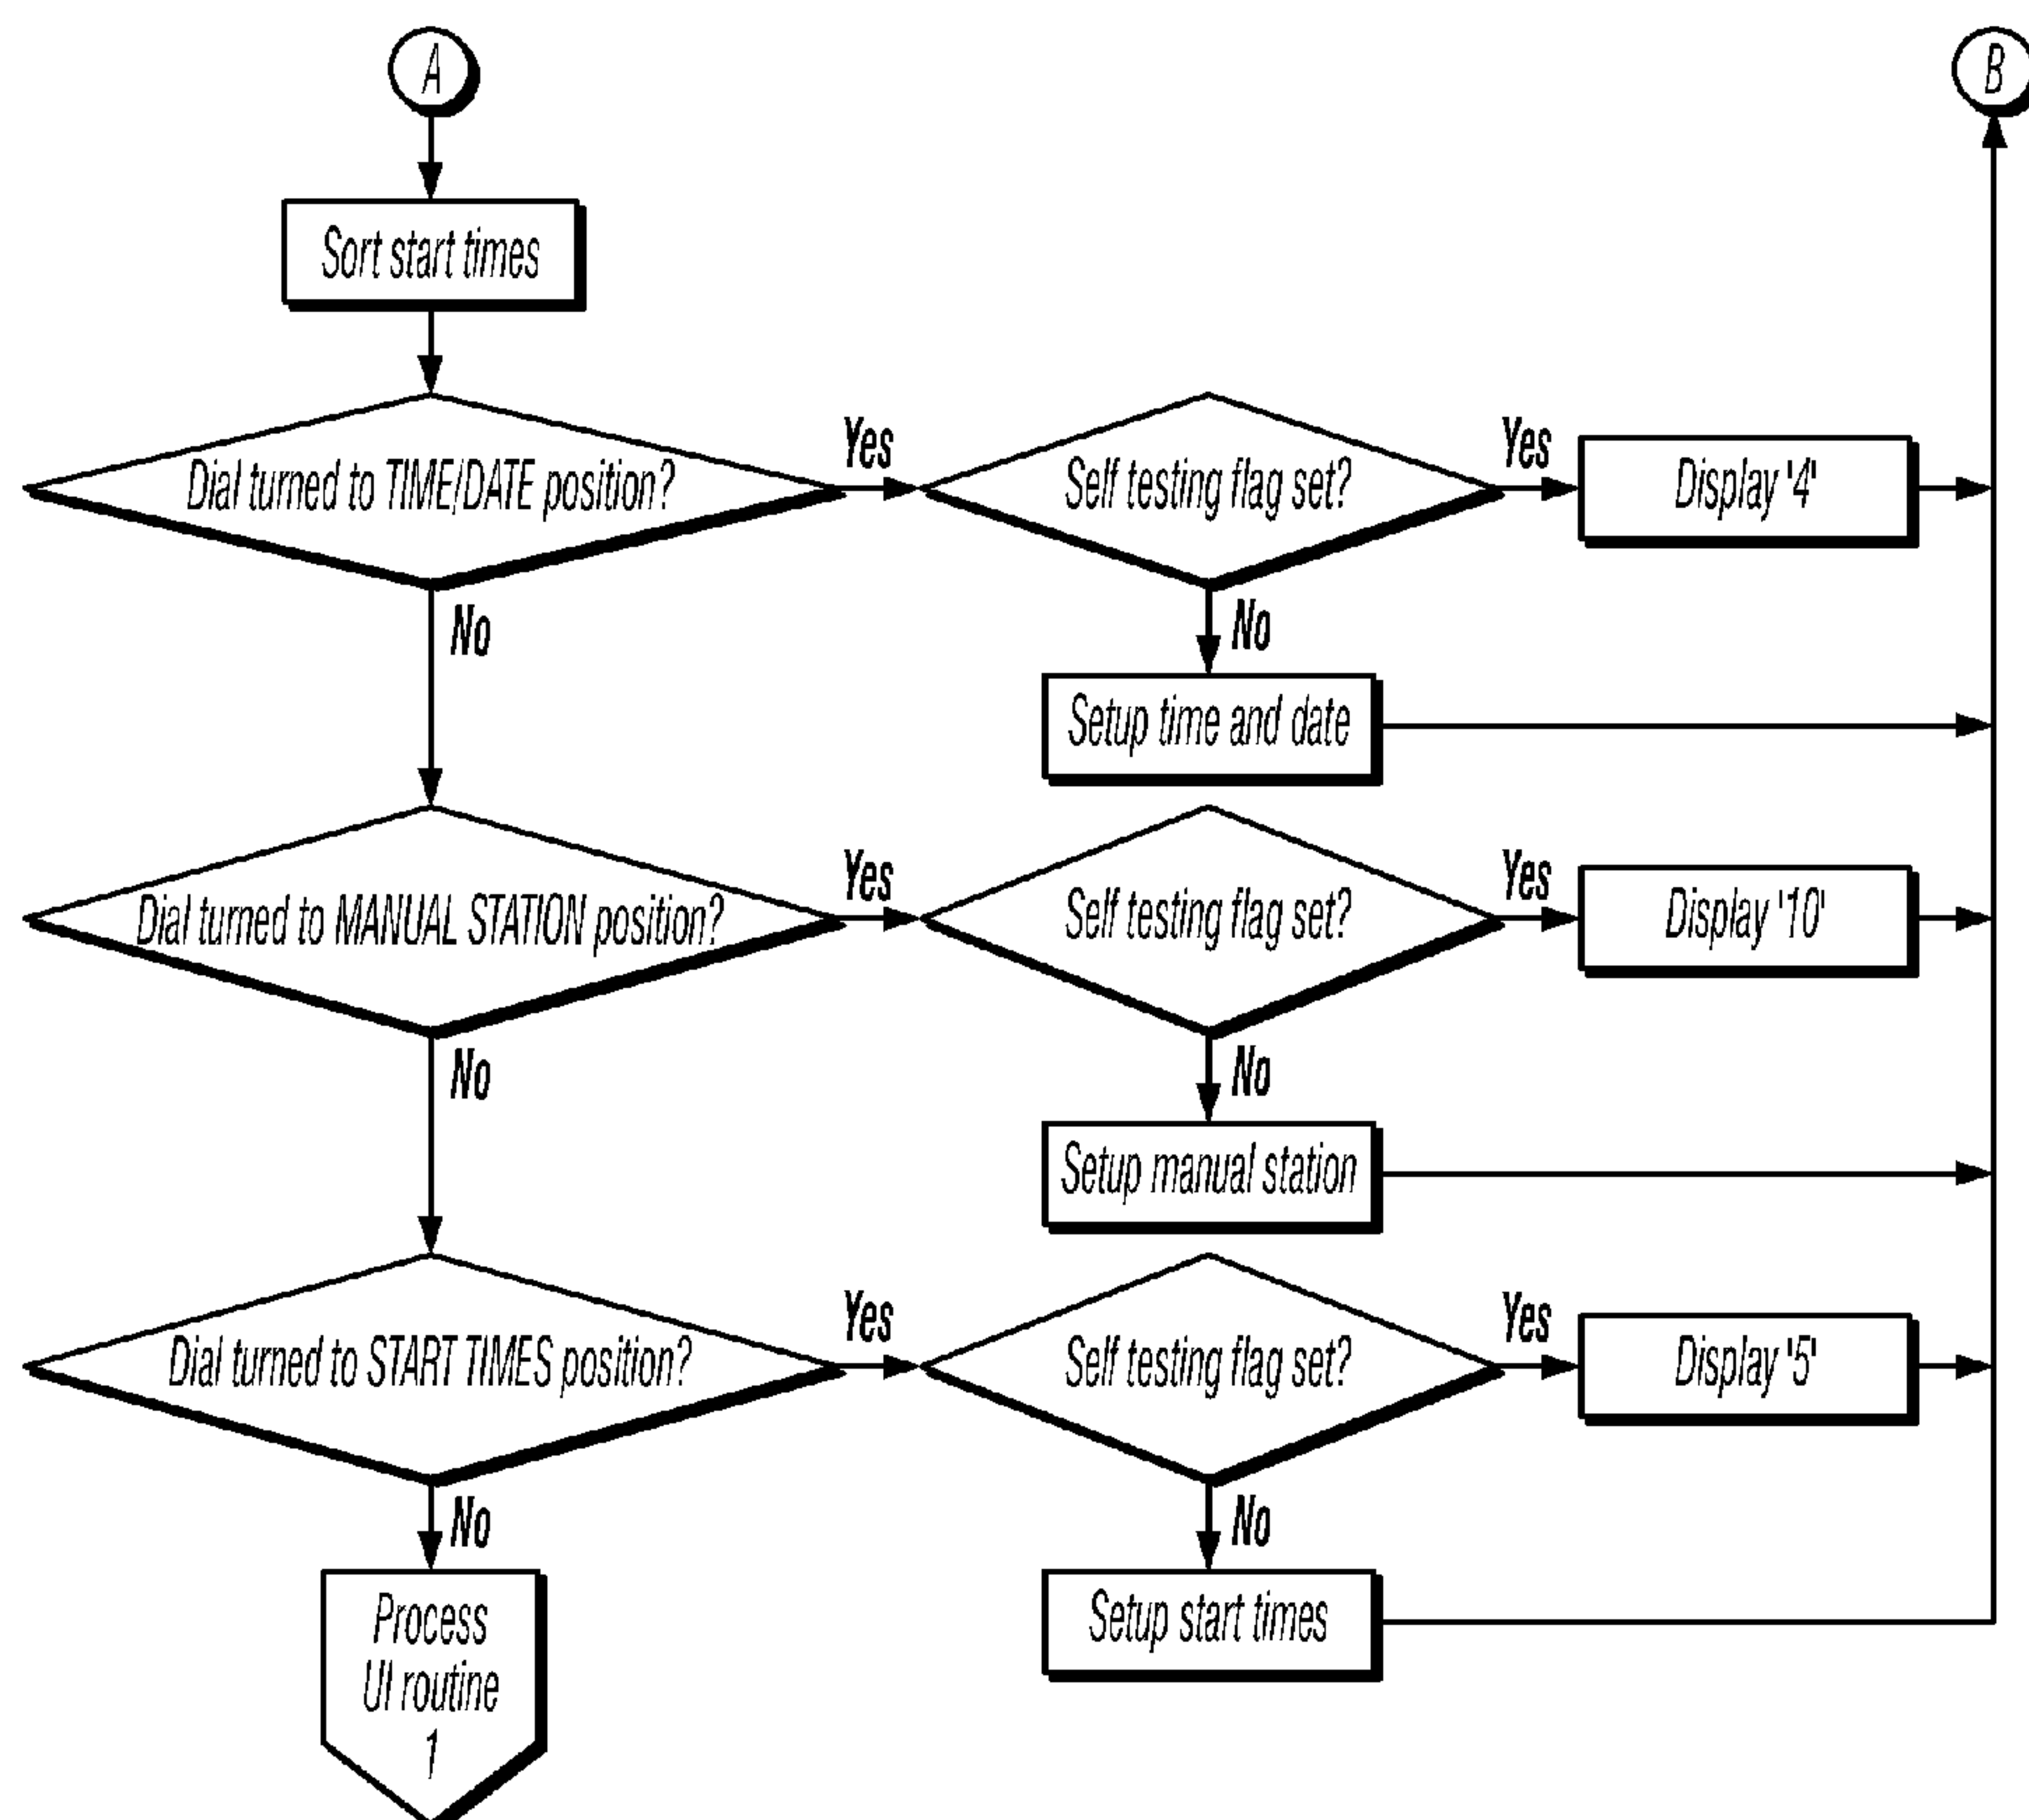 A
B
Sort start times
Dial turned to TIME/DATE position?
Yes
Self testing flag set?
Yes
Display '4'
No
No
Setup time and date
Dial turned to MANUAL STATION position?
Yes
Self testing flag set?
Yes
Display '10'
No
No
Setup manual station
Dial turned to START TIMES position?
Yes
Self testing flag set?
Yes
Display '5'
No
No
Process
UI routine
1
Setup start times